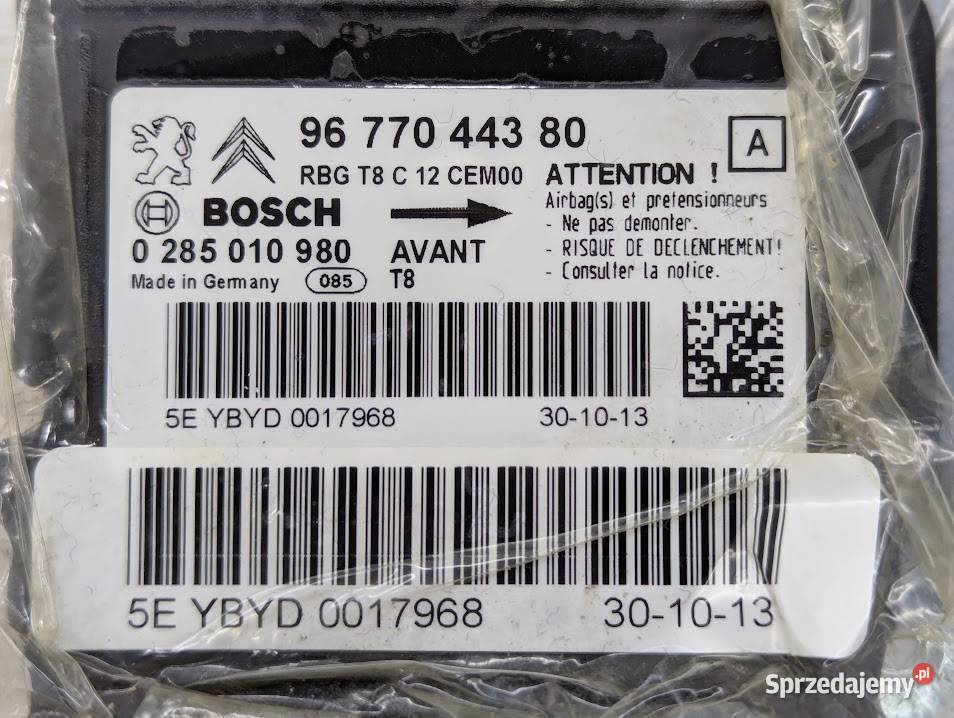 96 770 443 80
A
RBG T8 C 12 CEM00
ATTENTION !
Airbag(s) et pretensionneurs
- Ne pas demonter.
- RISQUE DE DECLENCHEMENT!
- Consulter la notice.
BOSCH
0 285 010 980
AVANT
Made in Germany
085
T8
5E YBYD 0017968
30-10-13
5E YBYD 0017968
30-10-13
Sprzedajemy.pl